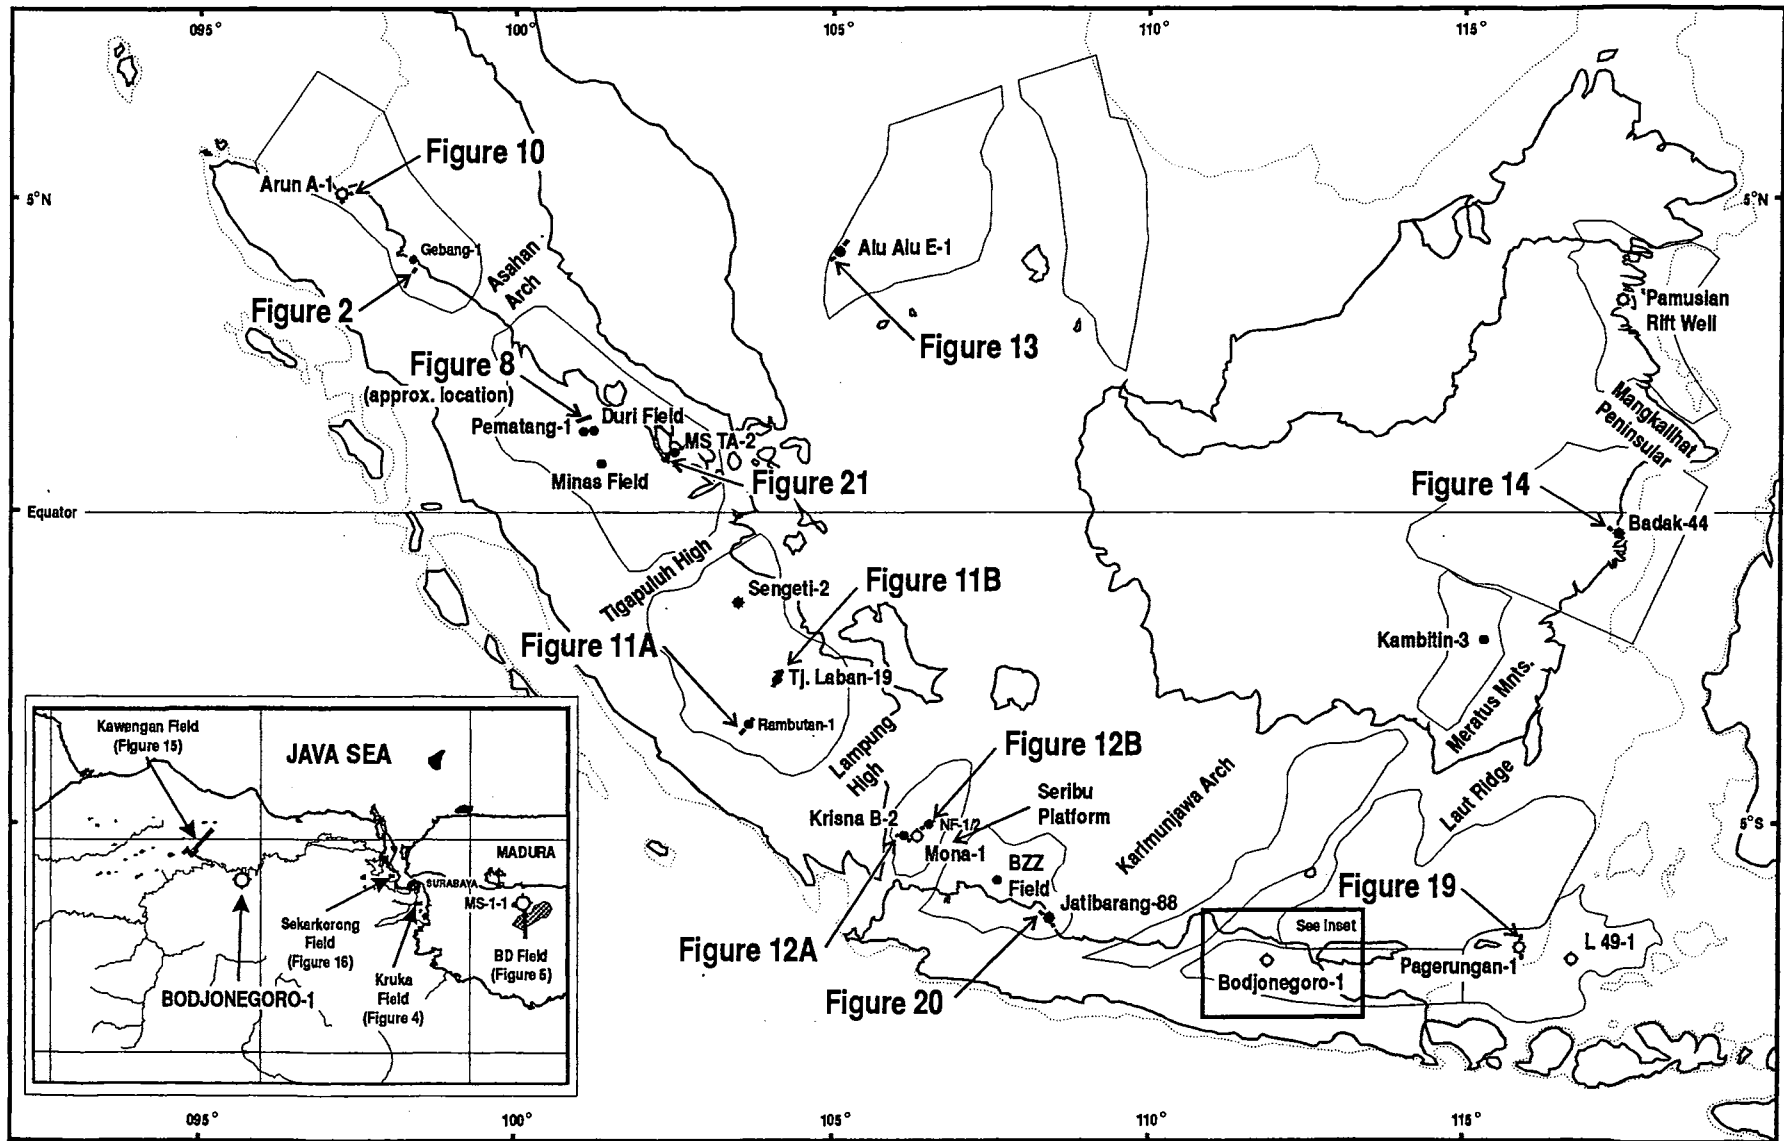 095°
100°
105°
110°
115°
Figure 10
Arun A-1
5°N
5°N
Gebang-1
Asahan
Arch
Alu Alu E-1
Figure 2
Figure 13
Pamusian
Rift Well
Figure 8
(approx. location)
Duri Field
Pematang-1
MS TA-2
Minas Field
Figure 21
Mangkalihat
Peninsular
Figure 14
Equator
Badak-44
Tigapuluh High
Sengeti-2
Figure 11B
Figure 11A
Kambitin-3
Tj. Laban-19
Rambutan-1
Meratus Mnts.
Lampung
High
Figure 12B
Karimunjawa Arch
Laut Ridge
Seribu
Platform
Krisna B-2
NF-1/2
5°S
Mona-1
BZZ
Field
Jatibarang-88
Figure 19
Figure 12A
See Inset
L 49-1
Pagerungan-1
Bodjonegoro-1
Figure 20
Kawengan Field
(Figure 15)
JAVA SEA
MADURA
SURABAYA
MS-1-1
Sekarkorong
Field
(Figure 16)
BD Field
(Figure 5)
Kruka
Field
(Figure 4)
BODJONEGORO-1
095°
100°
105°
110°
115°